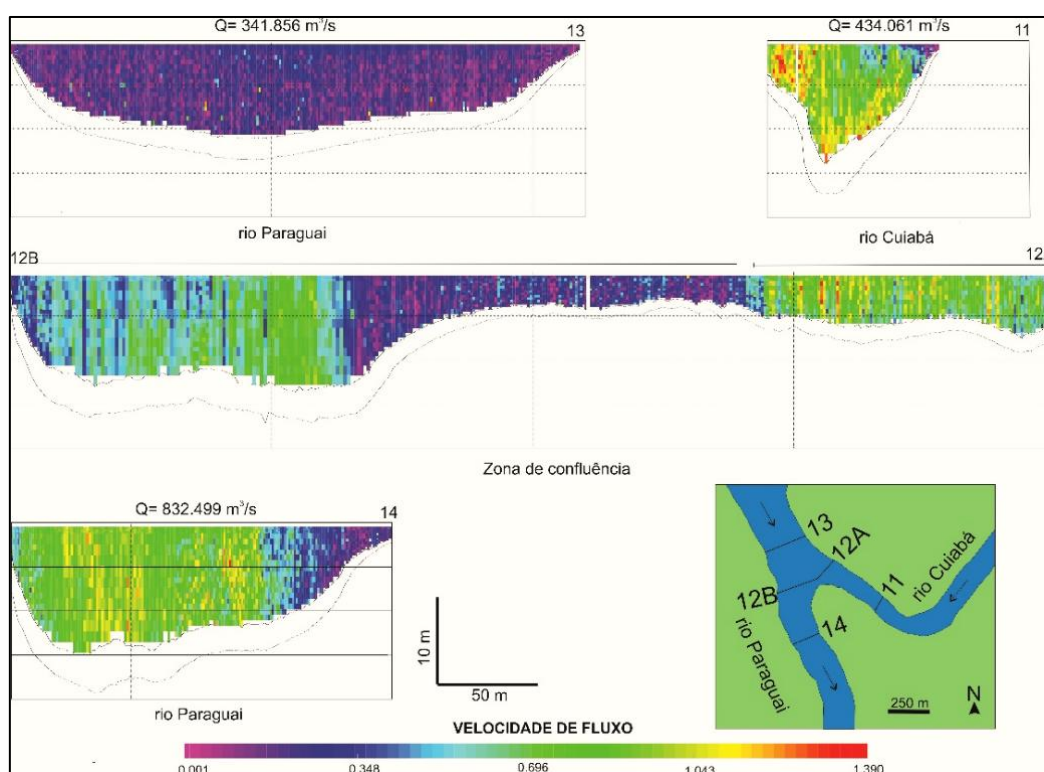 Q= 341.856 m³/s
13
Q= 434.061 m³/s
11
rio Paraguai
rio Cuiabá
12B
12
Zona de confluência
Q= 832.499 m³/s
14
rio Paraguai
10 m
50 m
13
12A
11
rio Cuiabá
12B
14
rio Paraguai
250 m
N
VELOCIDADE DE FLUXO
0.001 0.348 0.696 1.043 1.390